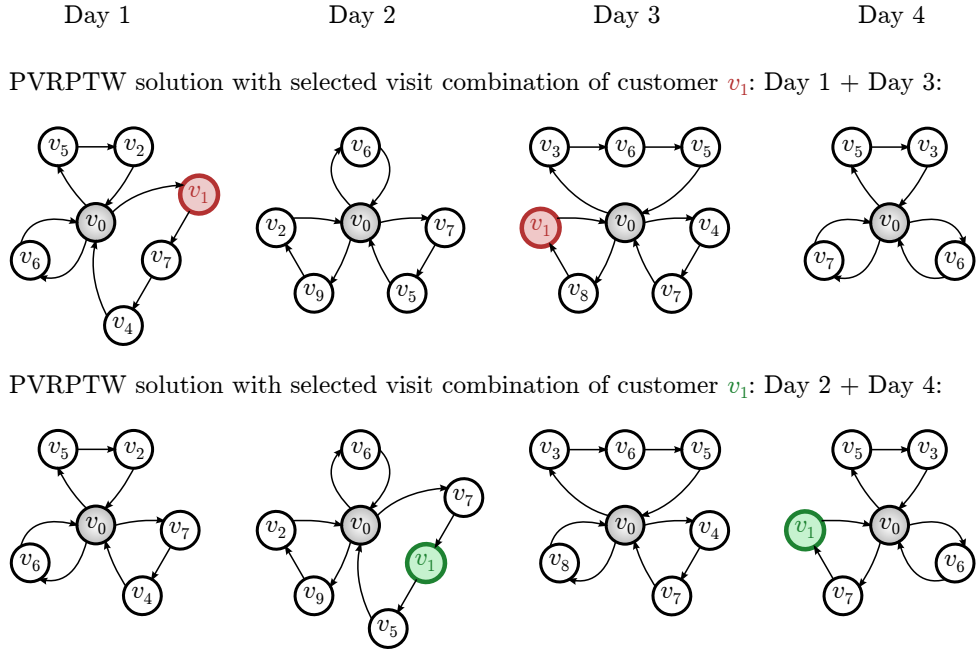 Day 1 Day 2 Day 3 Day 4
PVRPTW solution with selected visit combination of customer v₁: Day 1 + Day 3:
v₆
v₅ v₂ v₃ v₆ v₅ v₅ v₃
v₁
v₀ v₂ v₀ v₇ v₁ v₀ v₄ v₀
v₆ v₇ v₇ v₆
v₄ v₉ v₅ v₈ v₇
PVRPTW solution with selected visit combination of customer v₁: Day 2 + Day 4:
v₅ v₂ v₆ v₃ v₆ v₅ v₅ v₃
v₇
v₀ v₇ v₂ v₀ v₀ v₄ v₁ v₀
v₆ v₁ v₈ v₆
v₄ v₉ v₅ v₇ v₇